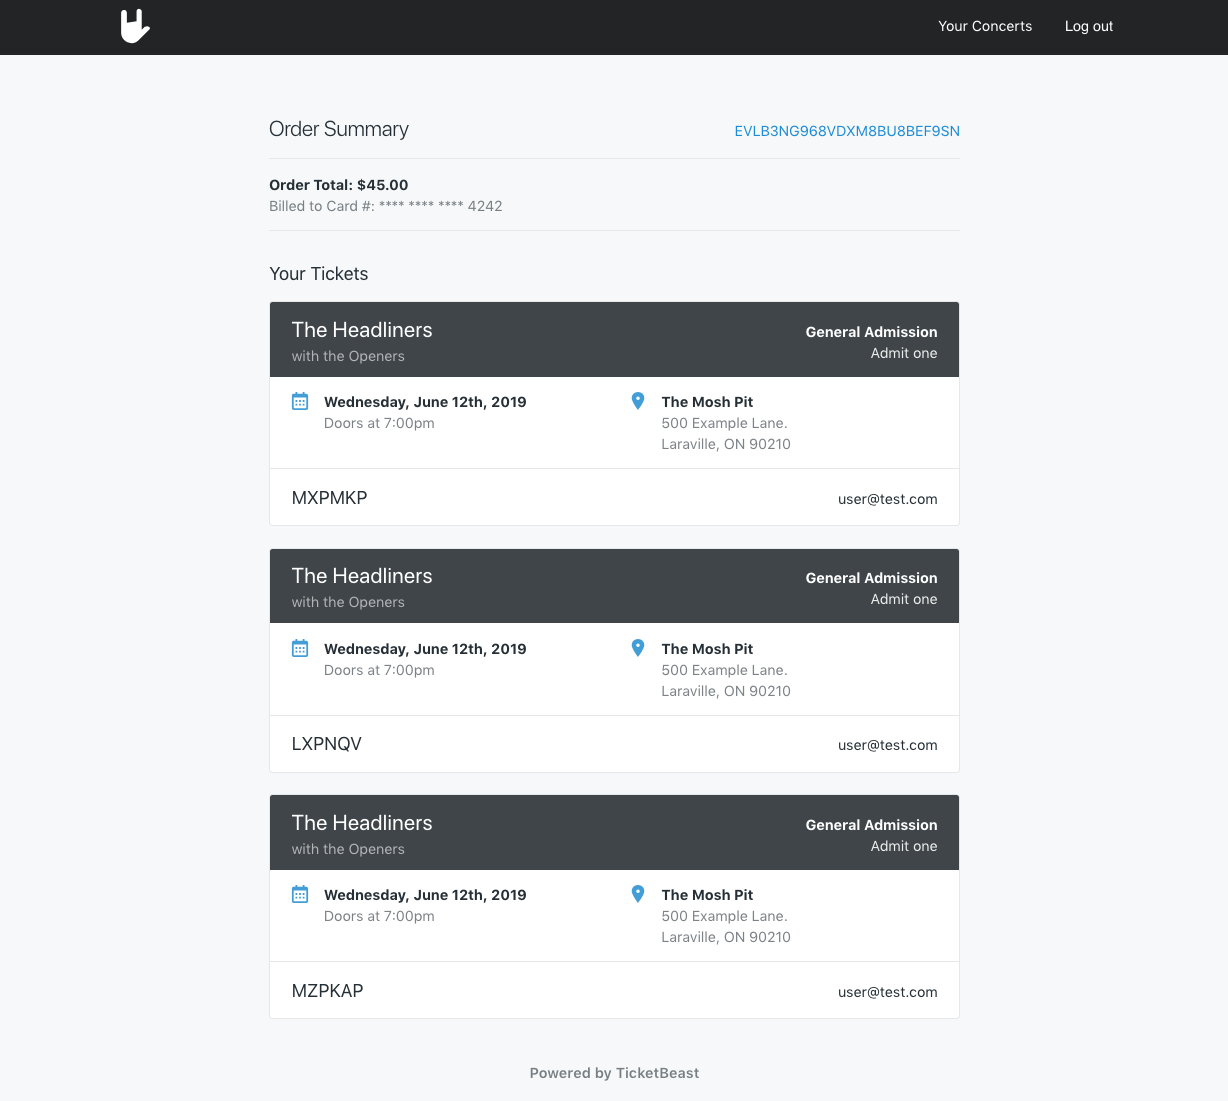 Your Concerts Log out
Order Summary EVLB3NG968VDXM8BU8BEF9SN
Order Total: $45.00
Billed to Card #: **** **** **** 4242
Your Tickets
The Headliners General Admission
with the Openers Admit one
Wednesday, June 12th, 2019 The Mosh Pit
Doors at 7:00pm 500 Example Lane.
Laraville, ON 90210
MXPMKP user@test.com
The Headliners General Admission
with the Openers Admit one
Wednesday, June 12th, 2019 The Mosh Pit
Doors at 7:00pm 500 Example Lane.
Laraville, ON 90210
LXPNQV user@test.com
The Headliners General Admission
with the Openers Admit one
Wednesday, June 12th, 2019 The Mosh Pit
Doors at 7:00pm 500 Example Lane.
Laraville, ON 90210
MZPKAP user@test.com
Powered by TicketBeast